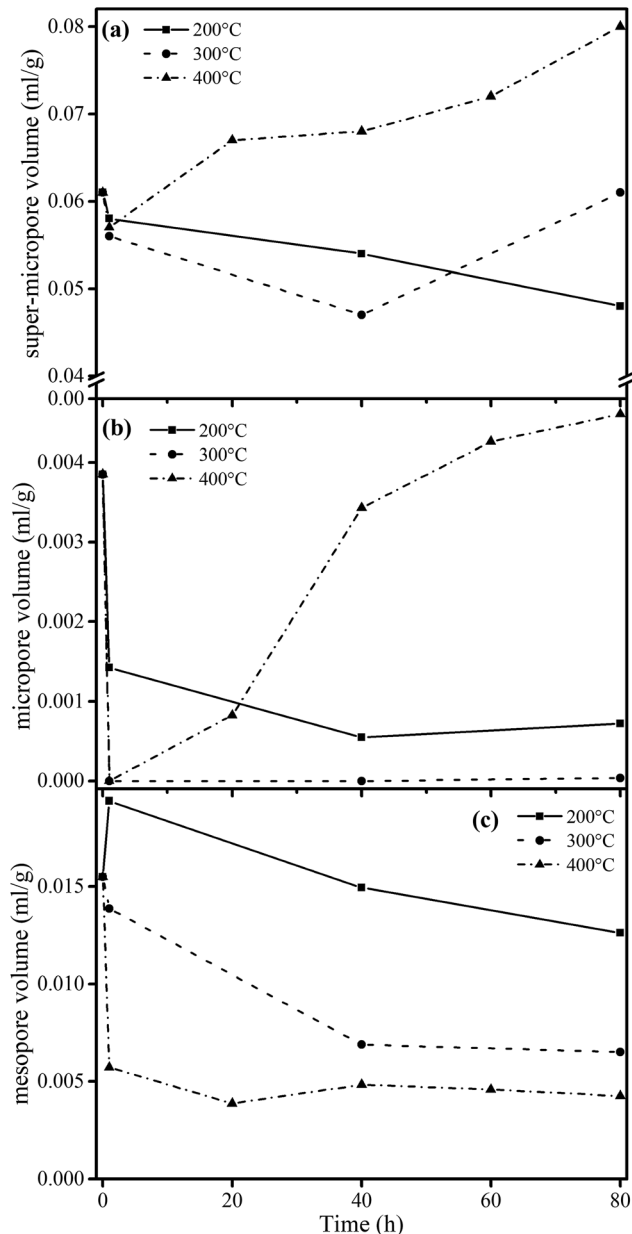 (a)
200°C
300°C
400°C
super-micropore volume (ml/g)
0.08
0.07
0.06
0.05
0.04
0.00
(b)
200°C
300°C
400°C
micropore volume (ml/g)
0.004
0.003
0.002
0.001
0.000
(c)
200°C
300°C
400°C
mesopore volume (ml/g)
0.015
0.010
0.005
0.000
0 20 40 60 80
Time (h)